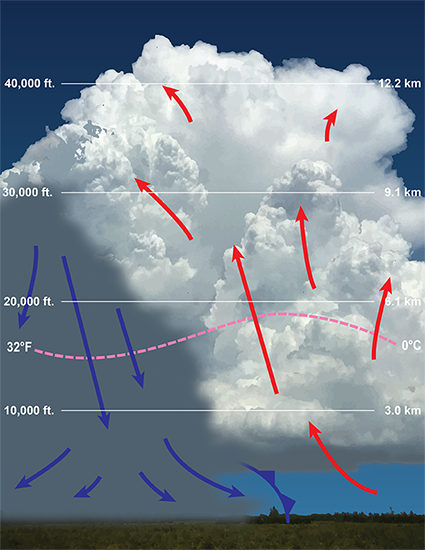 40,000 ft. 12.2 km
30,000 ft. 9.1 km
20,000 ft. 6.1 km
32°F 0°C
10,000 ft. 3.0 km